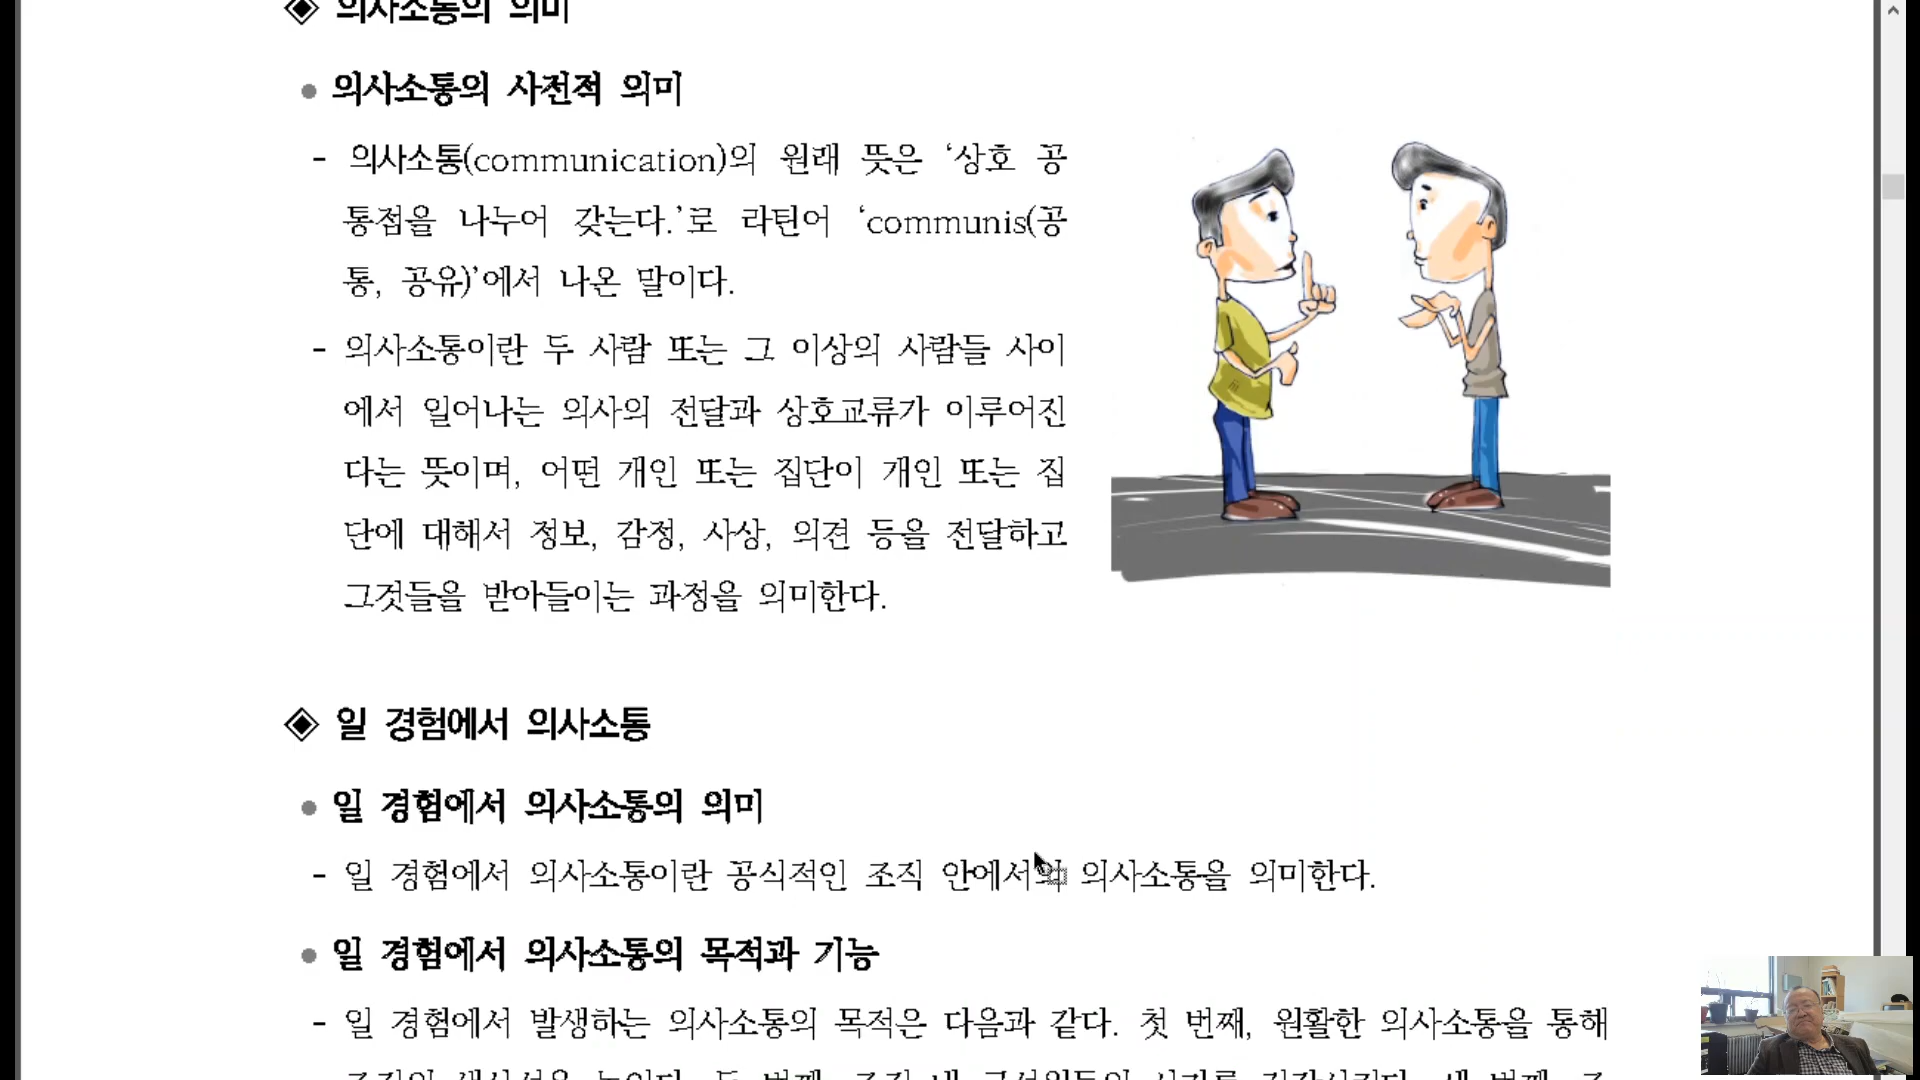 ◈ 의사소통의 의미
● 의사소통의 사전적 의미
- 의사소통(communication)의 원래 뜻은 ‘상호 공
통점을 나누어 갖는다.’로 라틴어 ‘communis(공
통, 공유)’에서 나온 말이다.
- 의사소통이란 두 사람 또는 그 이상의 사람들 사이
에서 일어나는 의사의 전달과 상호교류가 이루어진
다는 뜻이며, 어떤 개인 또는 집단이 개인 또는 집
단에 대해서 정보, 감정, 사상, 의견 등을 전달하고
그것들을 받아들이는 과정을 의미한다.
◈ 일 경험에서 의사소통
● 일 경험에서 의사소통의 의미
- 일 경험에서 의사소통이란 공식적인 조직 안에서의 의사소통을 의미한다.
● 일 경험에서 의사소통의 목적과 기능
- 일 경험에서 발생하는 의사소통의 목적은 다음과 같다. 첫 번째, 원활한 의사소통을 통해